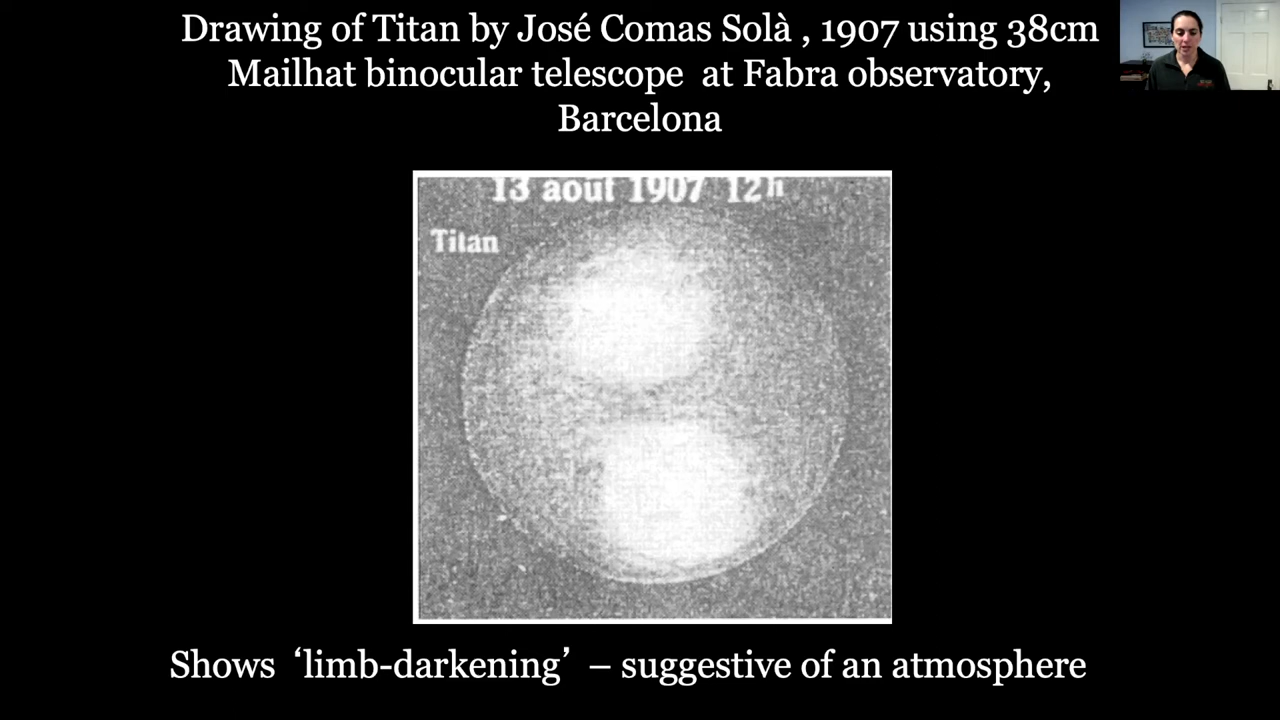 Drawing of Titan by José Comas Solà , 1907 using 38cm
Mailhat binocular telescope at Fabra observatory,
Barcelona
13 aout 1907 12h
Titan
Shows ‘limb-darkening’ – suggestive of an atmosphere